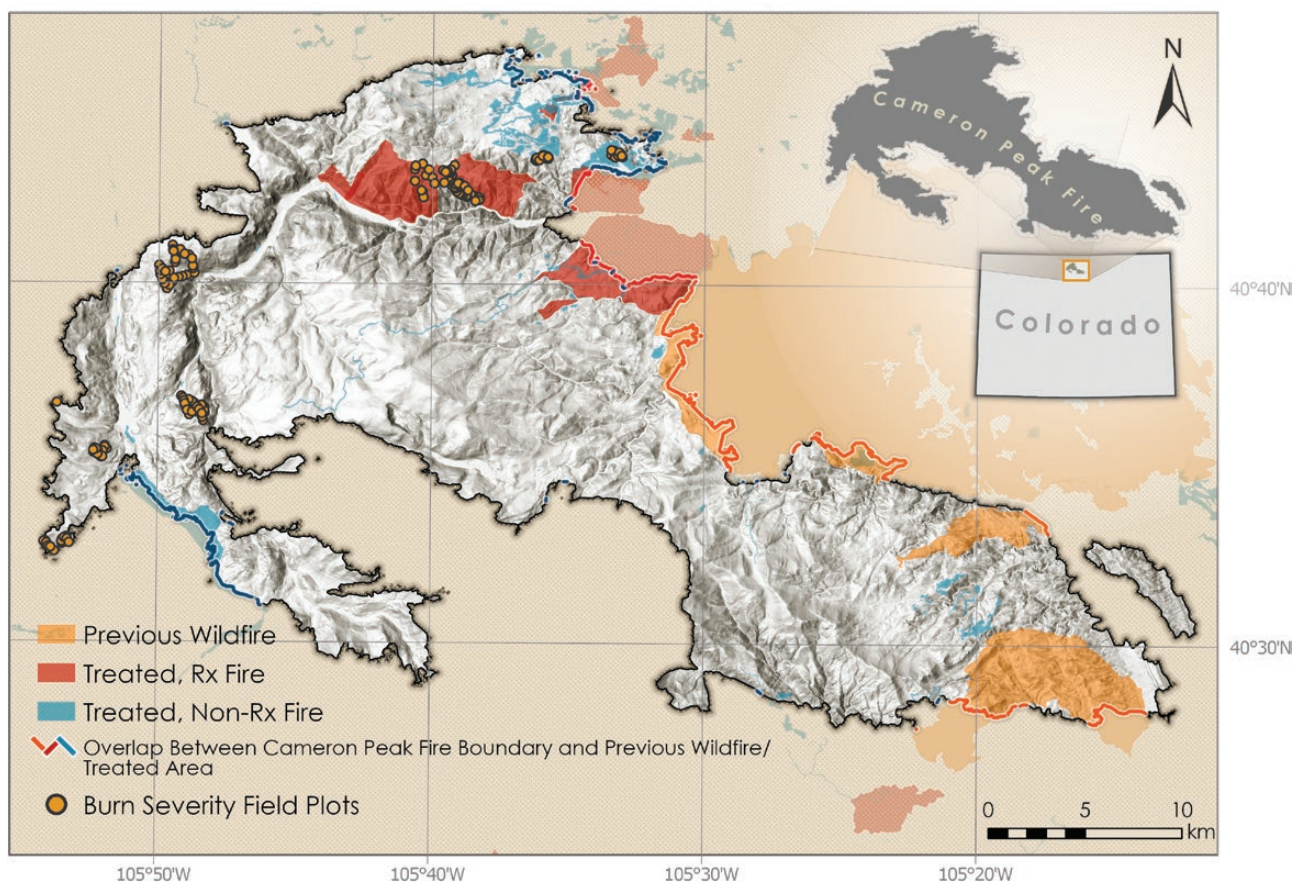 N
Cameron Peak Fire
Colorado
40°40'N
40°30'N
Previous Wildfire
Treated, Rx Fire
Treated, Non-Rx Fire
Overlap Between Cameron Peak Fire Boundary and Previous Wildfire/
Treated Area
Burn Severity Field Plots
0 5 10
km
105°50'W 105°40'W 105°30'W 105°20'W